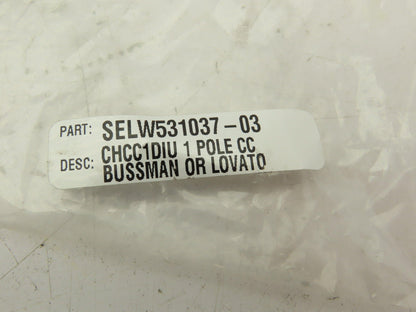 PART: SELW531037-03
DESC: CHCC1DIU 1 POLE CC
BUSSMAN OR LOVATO